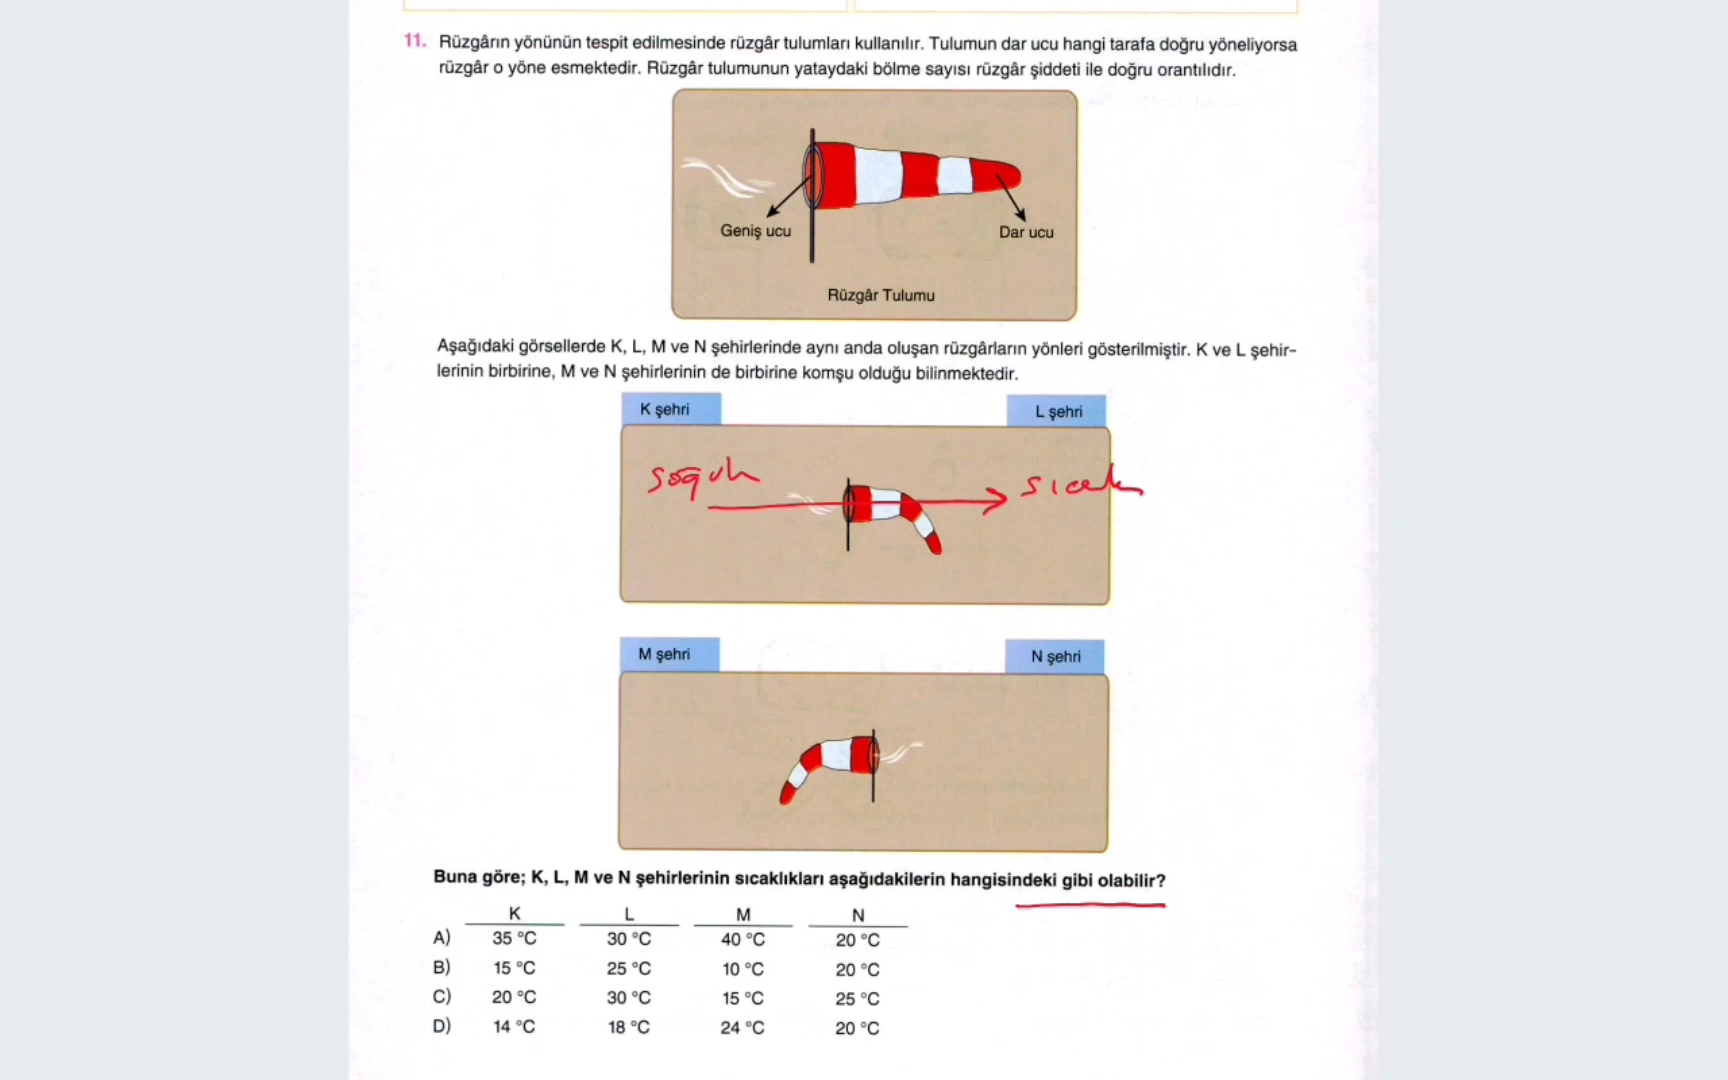 11. Rüzgârın yönünün tespit edilmesinde rüzgâr tulumları kullanılır. Tulumun dar ucu hangi tarafa doğru yöneliyorsa
rüzgâr o yöne esmektedir. Rüzgâr tulumunun yataydaki bölme sayısı rüzgâr şiddeti ile doğru orantılıdır.
Geniş ucu
Dar ucu
Rüzgâr Tulumu
Aşağıdaki görsellerde K, L, M ve N şehirlerinde aynı anda oluşan rüzgârların yönleri gösterilmiştir. K ve L şehir-
lerinin birbirine, M ve N şehirlerinin de birbirine komşu olduğu bilinmektedir.
K şehri
L şehri
soğuk
sıcak
M şehri
N şehri
Buna göre; K, L, M ve N şehirlerinin sıcaklıkları aşağıdakilerin hangisindeki gibi olabilir?
K L M N
A) 35 °C 30 °C 40 °C 20 °C
B) 15 °C 25 °C 10 °C 20 °C
C) 20 °C 30 °C 15 °C 25 °C
D) 14 °C 18 °C 24 °C 20 °C